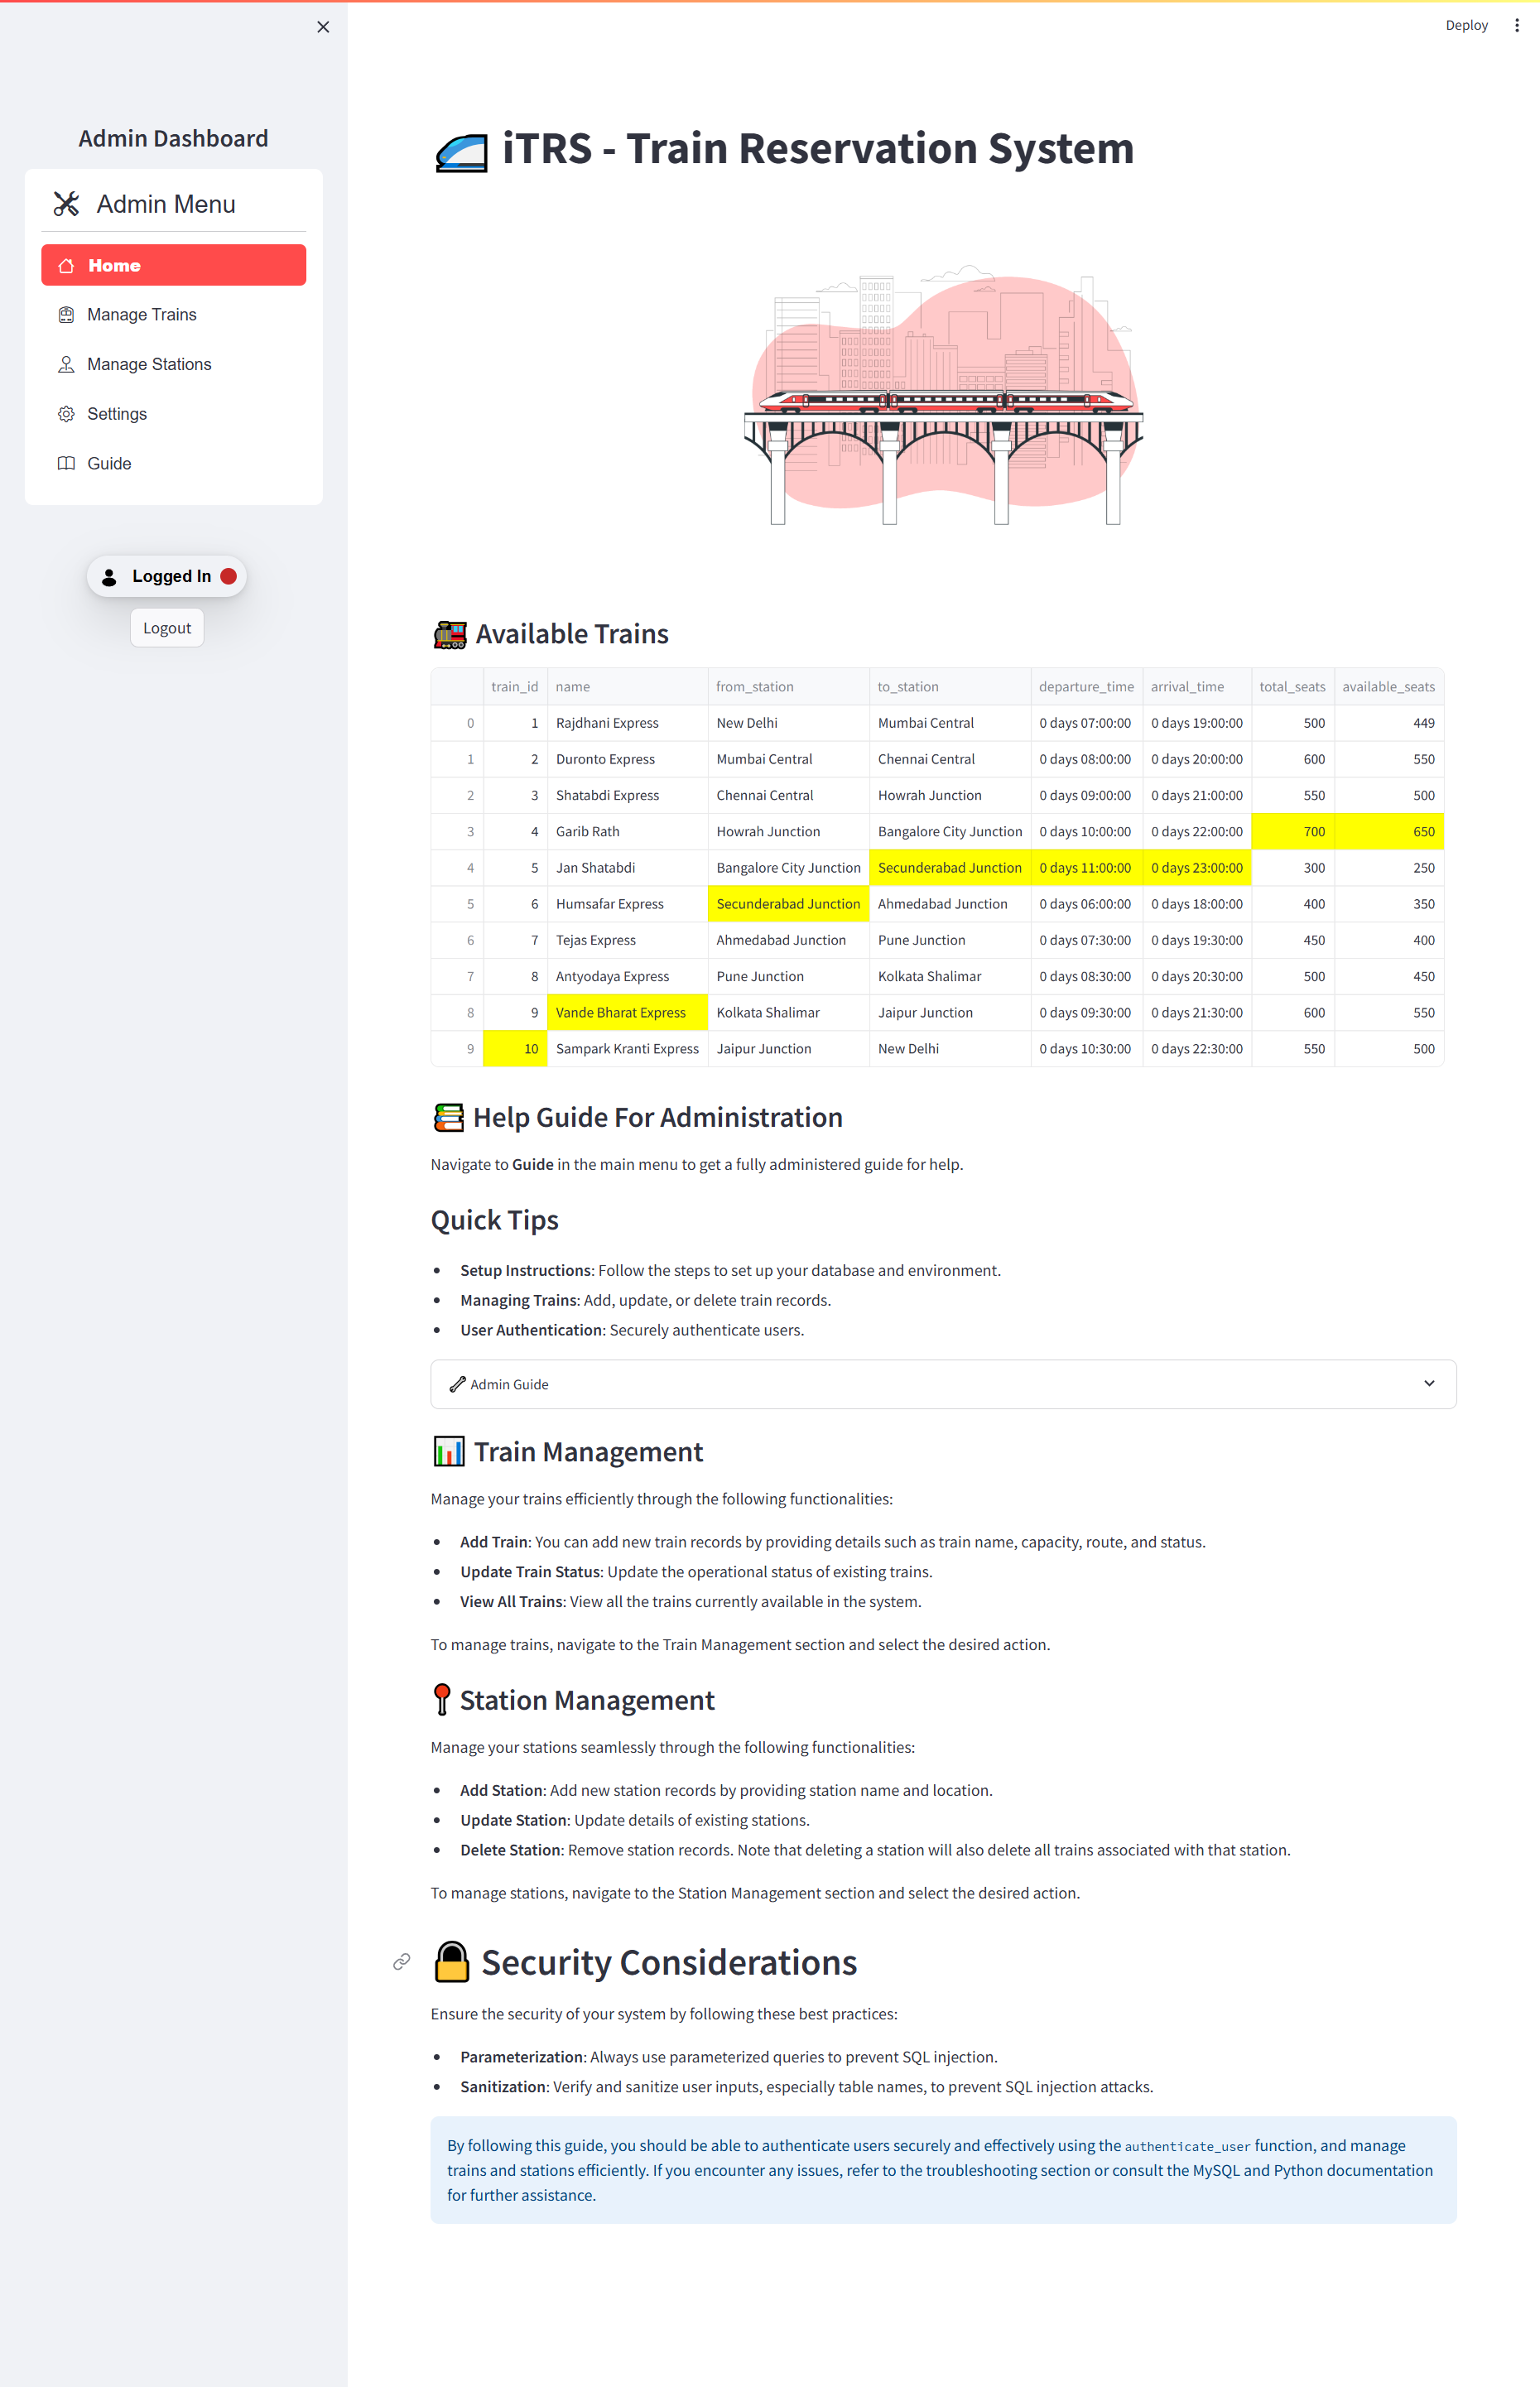 Deploy
Admin Dashboard
Admin Menu
Home
Manage Trains
Manage Stations
Settings
Guide
Logged In
Logout
iTRS - Train Reservation System
Available Trains
train_id name from_station to_station departure_time arrival_time total_seats available_seats
0 1 Rajdhani Express New Delhi Mumbai Central 0 days 07:00:00 0 days 19:00:00 500 449
1 2 Duronto Express Mumbai Central Chennai Central 0 days 08:00:00 0 days 20:00:00 600 550
2 3 Shatabdi Express Chennai Central Howrah Junction 0 days 09:00:00 0 days 21:00:00 550 500
3 4 Garib Rath Howrah Junction Bangalore City Junction 0 days 10:00:00 0 days 22:00:00 700 650
4 5 Jan Shatabdi Bangalore City Junction Secunderabad Junction 0 days 11:00:00 0 days 23:00:00 300 250
5 6 Humsafar Express Secunderabad Junction Ahmedabad Junction 0 days 06:00:00 0 days 18:00:00 400 350
6 7 Tejas Express Ahmedabad Junction Pune Junction 0 days 07:30:00 0 days 19:30:00 450 400
7 8 Antyodaya Express Pune Junction Kolkata Shalimar 0 days 08:30:00 0 days 20:30:00 500 450
8 9 Vande Bharat Express Kolkata Shalimar Jaipur Junction 0 days 09:30:00 0 days 21:30:00 600 550
9 10 Sampark Kranti Express Jaipur Junction New Delhi 0 days 10:30:00 0 days 22:30:00 550 500
Help Guide For Administration
Navigate to Guide in the main menu to get a fully administered guide for help.
Quick Tips
• Setup Instructions: Follow the steps to set up your database and environment.
• Managing Trains: Add, update, or delete train records.
• User Authentication: Securely authenticate users.
Admin Guide
Train Management
Manage your trains efficiently through the following functionalities:
• Add Train: You can add new train records by providing details such as train name, capacity, route, and status.
• Update Train Status: Update the operational status of existing trains.
• View All Trains: View all the trains currently available in the system.
To manage trains, navigate to the Train Management section and select the desired action.
Station Management
Manage your stations seamlessly through the following functionalities:
• Add Station: Add new station records by providing station name and location.
• Update Station: Update details of existing stations.
• Delete Station: Remove station records. Note that deleting a station will also delete all trains associated with that station.
To manage stations, navigate to the Station Management section and select the desired action.
Security Considerations
Ensure the security of your system by following these best practices:
• Parameterization: Always use parameterized queries to prevent SQL injection.
• Sanitization: Verify and sanitize user inputs, especially table names, to prevent SQL injection attacks.
By following this guide, you should be able to authenticate users securely and effectively using the authenticate_user function, and manage
trains and stations efficiently. If you encounter any issues, refer to the troubleshooting section or consult the MySQL and Python documentation
for further assistance.